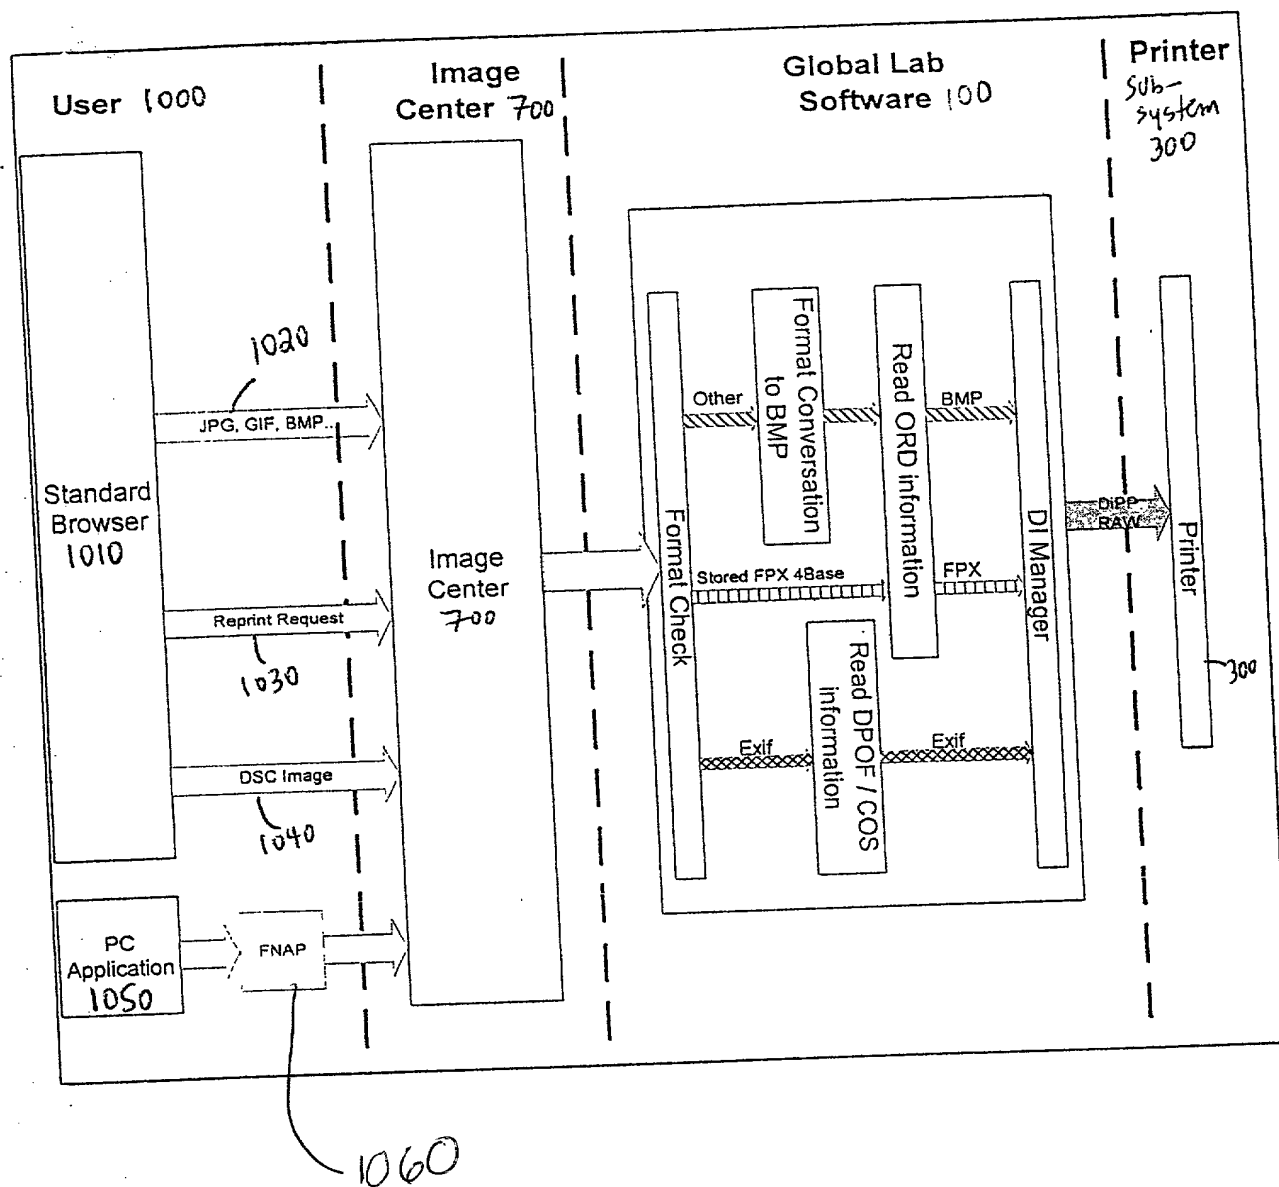 User 1000
Image
Center 700
Global Lab
Software 100
Printer
Sub-
system
300
1020
JPG, GIF, BMP...
Standard
Browser
1010
Reprint Request
1030
DSC Image
1040
PC
Application
1050
FNAP
1060
Image
Center
700
Format Check
Other
Format Conversation
to BMP
Read ORD information
BMP
Stored FPX 4Base
FPX
Exif
Read DPOF / COS
information
Exif
DI Manager
DiPP
RAW
Printer
300